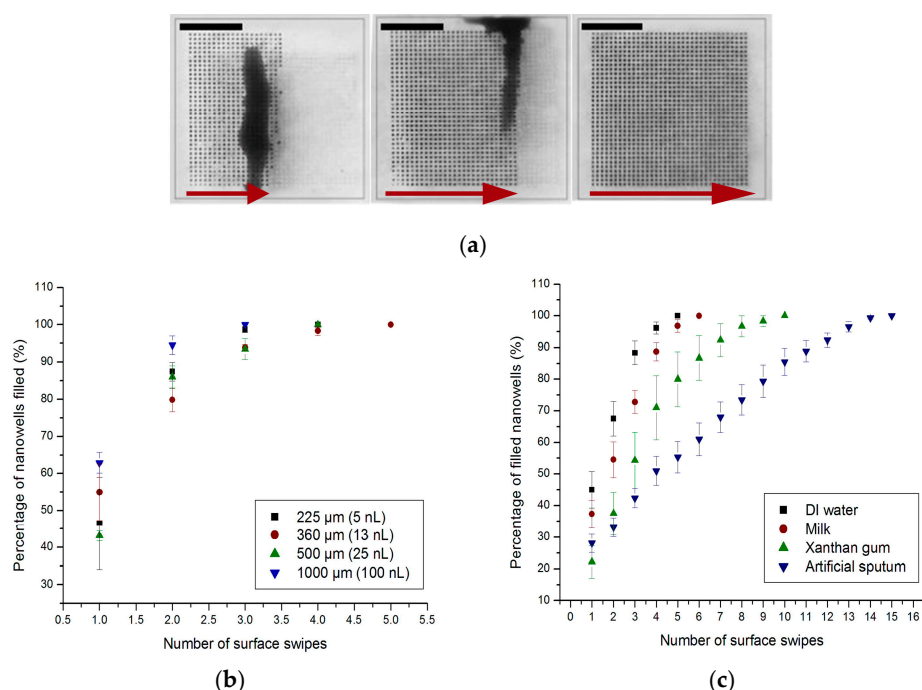 (a)
110
100
90
80
70
60
50
40
30
Percentage of nanowells filled (%)
225 µm (5 nL)
360 µm (13 nL)
500 µm (25 nL)
1000 µm (100 nL)
0.5 1.0 1.5 2.0 2.5 3.0 3.5 4.0 4.5 5.0 5.5
Number of surface swipes
(b)
110
100
90
80
70
60
50
40
30
20
10
Percentage of filled nanowells (%)
DI water
Milk
Xanthan gum
Artificial sputum
0 1 2 3 4 5 6 7 8 9 10 11 12 13 14 15 16
Number of surface swipes
(c)